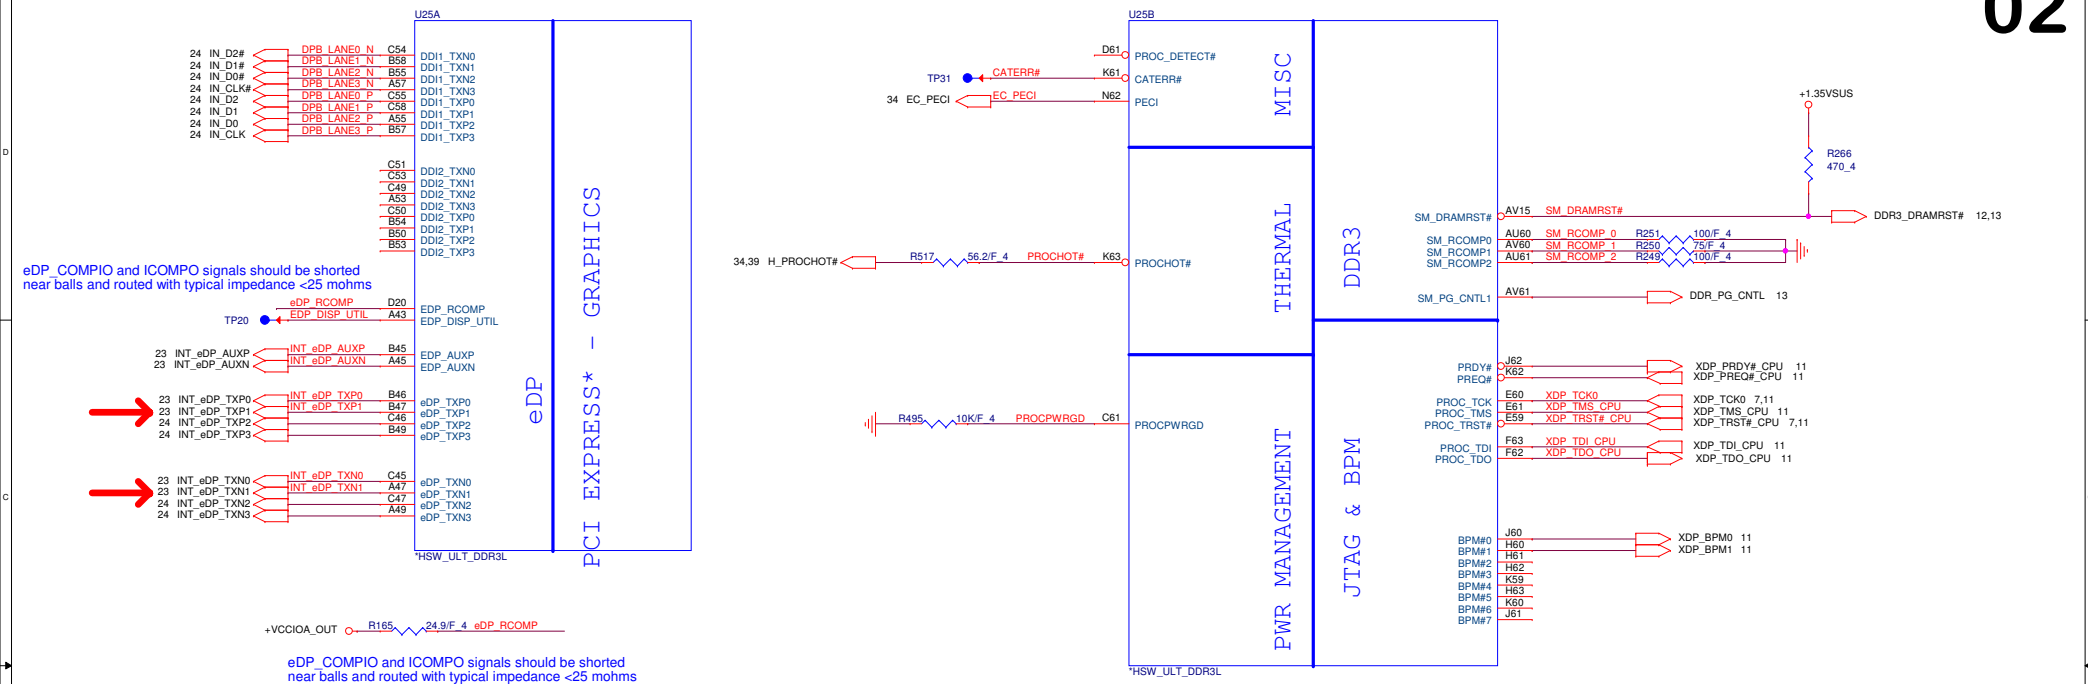 02
U25A
24 IN_D2# DPB_LANE0_N C54 DDI1_TXN0
24 IN_D1# DPB_LANE1_N B58 DDI1_TXN1
24 IN_D0# DPB_LANE2_N B55 DDI1_TXN2
24 IN_CLK# DPB_LANE3_N A57 DDI1_TXN3
24 IN_D2 DPB_LANE0_P C55 DDI1_TXP0
24 IN_D1 DPB_LANE1_P C58 DDI1_TXP1
24 IN_D0 DPB_LANE2_P A55 DDI1_TXP2
24 IN_CLK DPB_LANE3_P B57 DDI1_TXP3
C51 DDI2_TXN0
C53 DDI2_TXN1
C49 DDI2_TXN2
A53 DDI2_TXN3
C50 DDI2_TXP0
B54 DDI2_TXP1
B50 DDI2_TXP2
B53 DDI2_TXP3
eDP_COMPIO and ICOMPO signals should be shorted
near balls and routed with typical impedance <25 mohms
eDP_RCOMP D20 EDP_RCOMP
TP20 EDP_DISP_UTIL A43 EDP_DISP_UTIL
23 INT_eDP_AUXP INT_eDP_AUXP B45 EDP_AUXP
23 INT_eDP_AUXN INT_eDP_AUXN A45 EDP_AUXN
23 INT_eDP_TXP0 INT_eDP_TXP0 B46 eDP_TXP0
23 INT_eDP_TXP1 INT_eDP_TXP1 B47 eDP_TXP1
24 INT_eDP_TXP2 C46 eDP_TXP2
24 INT_eDP_TXP3 B49 eDP_TXP3
23 INT_eDP_TXN0 INT_eDP_TXN0 C45 eDP_TXN0
23 INT_eDP_TXN1 INT_eDP_TXN1 A47 eDP_TXN1
24 INT_eDP_TXN2 C47 eDP_TXN2
24 INT_eDP_TXN3 A49 eDP_TXN3
eDP
PCI EXPRESS* - GRAPHICS
*HSW_ULT_DDR3L
+VCCIOA_OUT R165 24.9/F_4 eDP_RCOMP
eDP_COMPIO and ICOMPO signals should be shorted
near balls and routed with typical impedance <25 mohms
U25B
D61 PROC_DETECT#
TP31 CATERR# K61 CATERR#
34 EC_PECI EC_PECI N62 PECI
34,39 H_PROCHOT# R517 56.2/F_4 PROCHOT# K63 PROCHOT#
R495 10K/F_4 PROCPWRGD C61 PROCPWRGD
MISC
THERMAL
PWR MANAGEMENT
DDR3
JTAG & BPM
+1.35VSUS
R266
470_4
SM_DRAMRST# AV15 SM_DRAMRST# DDR3_DRAMRST# 12,13
SM_RCOMP0 AU60 SM_RCOMP_0 R251 100/F_4
SM_RCOMP1 AV60 SM_RCOMP_1 R250 75/F_4
SM_RCOMP2 AU61 SM_RCOMP_2 R249 100/F_4
SM_PG_CNTL1 AV61 DDR_PG_CNTL 13
PRDY# J62 XDP_PRDY#_CPU 11
PREQ# K62 XDP_PREQ#_CPU 11
PROC_TCK E60 XDP_TCK0 XDP_TCK0 7,11
PROC_TMS E61 XDP_TMS_CPU XDP_TMS_CPU 11
PROC_TRST# E59 XDP_TRST#_CPU XDP_TRST#_CPU 7,11
PROC_TDI F63 XDP_TDI_CPU XDP_TDI_CPU 11
PROC_TDO F62 XDP_TDO_CPU XDP_TDO_CPU 11
BPM#0 J60 XDP_BPM0 11
BPM#1 H60 XDP_BPM1 11
BPM#2 H61
BPM#3 H62
BPM#4 K59
BPM#5 H63
BPM#6 K60
BPM#7 J61
*HSW_ULT_DDR3L
D
C